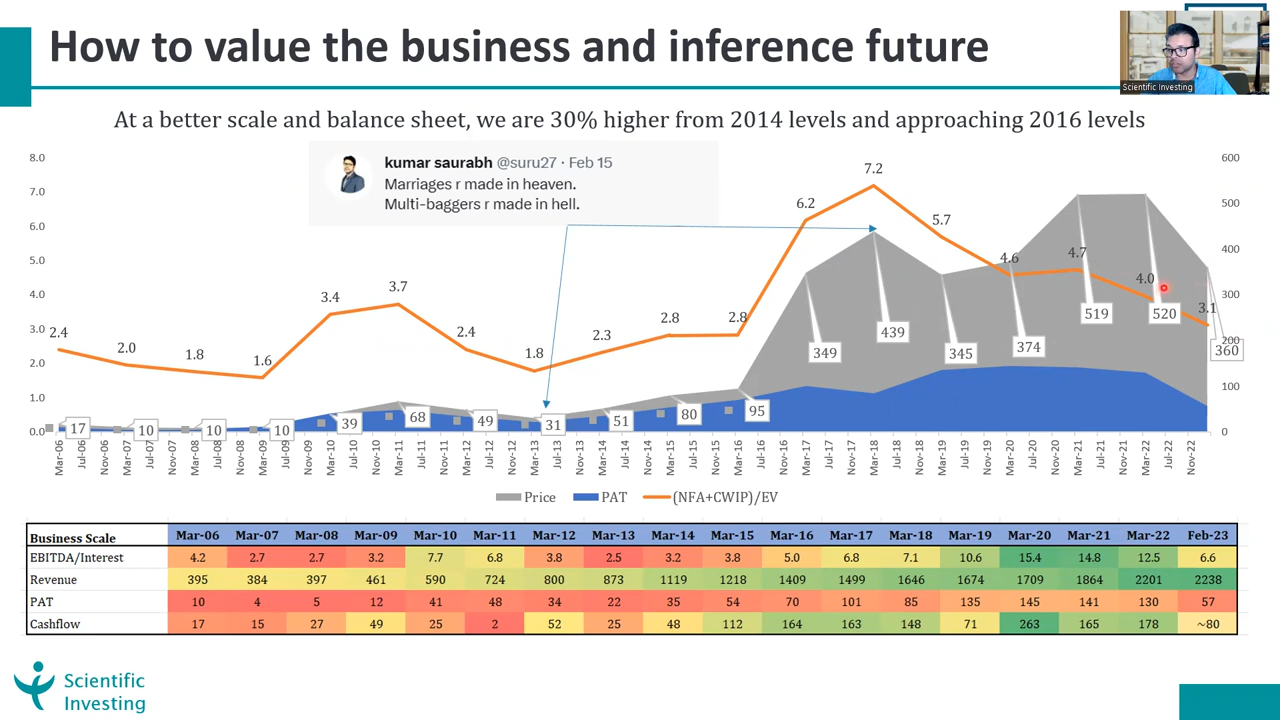 How to value the business and inference future
Scientific Investing
At a better scale and balance sheet, we are 30% higher from 2014 levels and approaching 2016 levels
kumar saurabh @suru27 · Feb 15
Marriages r made in heaven.
Multi-baggers r made in hell.
8.0
7.0
6.0
5.0
4.0
3.0
2.0
1.0
0.0
600
500
400
300
200
100
0
2.4 2.0 1.8 1.6 3.4 3.7 2.4 1.8 2.3 2.8 2.8 6.2 7.2 5.7 4.6 4.7 4.0 3.1
17 10 10 10 39 68 49 31 51 80 95 349 439 345 374 519 520 360
Mar-06 Jul-06 Nov-06 Mar-07 Jul-07 Nov-07 Mar-08 Jul-08 Nov-08 Mar-09 Jul-09 Nov-09 Mar-10 Jul-10 Nov-10 Mar-11 Jul-11 Nov-11 Mar-12 Jul-12 Nov-12 Mar-13 Jul-13 Nov-13 Mar-14 Jul-14 Nov-14 Mar-15 Jul-15 Nov-15 Mar-16 Jul-16 Nov-16 Mar-17 Jul-17 Nov-17 Mar-18 Jul-18 Nov-18 Mar-19 Jul-19 Nov-19 Mar-20 Jul-20 Nov-20 Mar-21 Jul-21 Nov-21 Mar-22 Jul-22 Nov-22
Price PAT (NFA+CWIP)/EV
Business Scale Mar-06 Mar-07 Mar-08 Mar-09 Mar-10 Mar-11 Mar-12 Mar-13 Mar-14 Mar-15 Mar-16 Mar-17 Mar-18 Mar-19 Mar-20 Mar-21 Mar-22 Feb-23
EBITDA/Interest 4.2 2.7 2.7 3.2 7.7 6.8 3.8 2.5 3.2 3.8 5.0 6.8 7.1 10.6 15.4 14.8 12.5 6.6
Revenue 395 384 397 461 590 724 800 873 1119 1218 1409 1499 1646 1674 1709 1864 2201 2238
PAT 10 4 5 12 41 48 34 22 35 54 70 101 85 135 145 141 130 57
Cashflow 17 15 27 49 25 2 52 25 48 112 164 163 148 71 263 165 178 ~80
Scientific
Investing